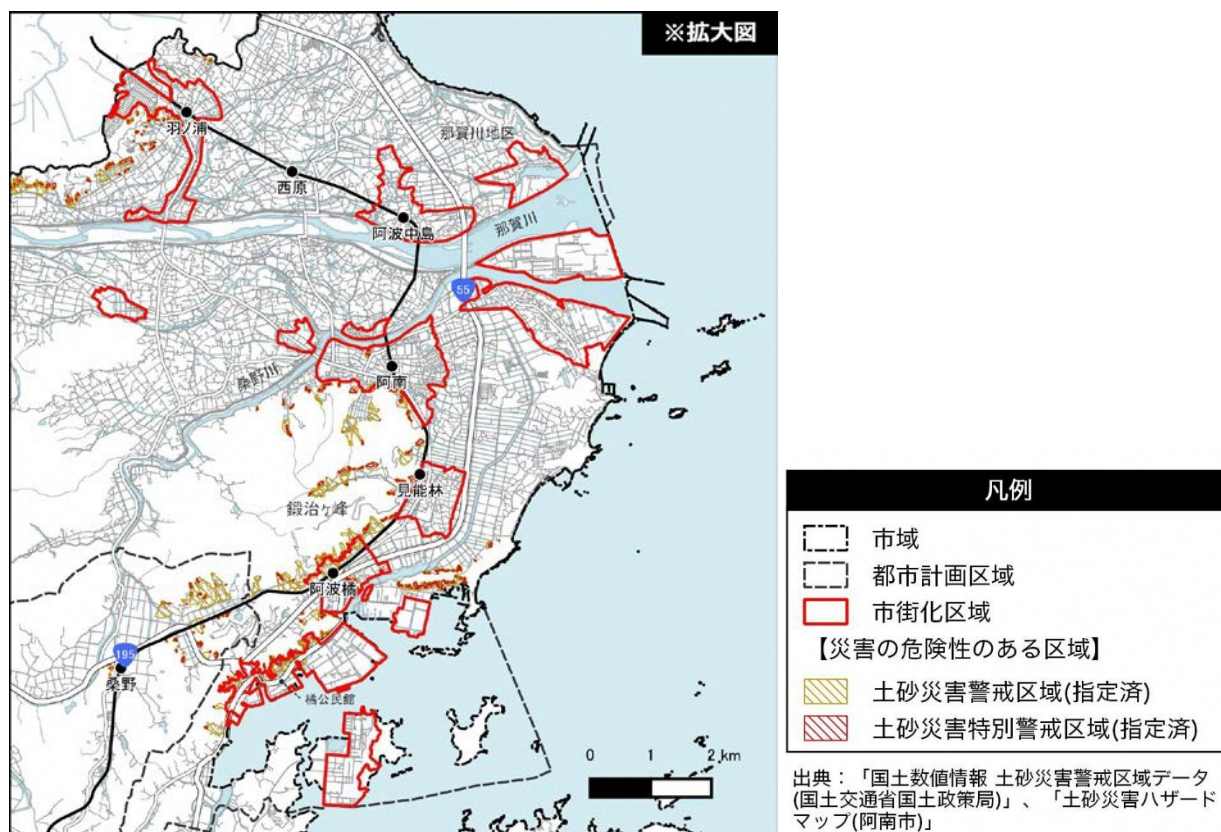 ※拡大図
羽ノ浦
那賀川地区
西原
阿波中島
那賀川
55
桑野川
阿南
見能林
鍛治ヶ峰
阿波橘
195
桑野
橘公民館
0 1 2 km
凡例
市域
都市計画区域
市街化区域
【災害の危険性のある区域】
土砂災害警戒区域(指定済)
土砂災害特別警戒区域(指定済)
出典：「国土数値情報 土砂災害警戒区域データ
(国土交通省国土政策局)」、「土砂災害ハザード
マップ(阿南市)」